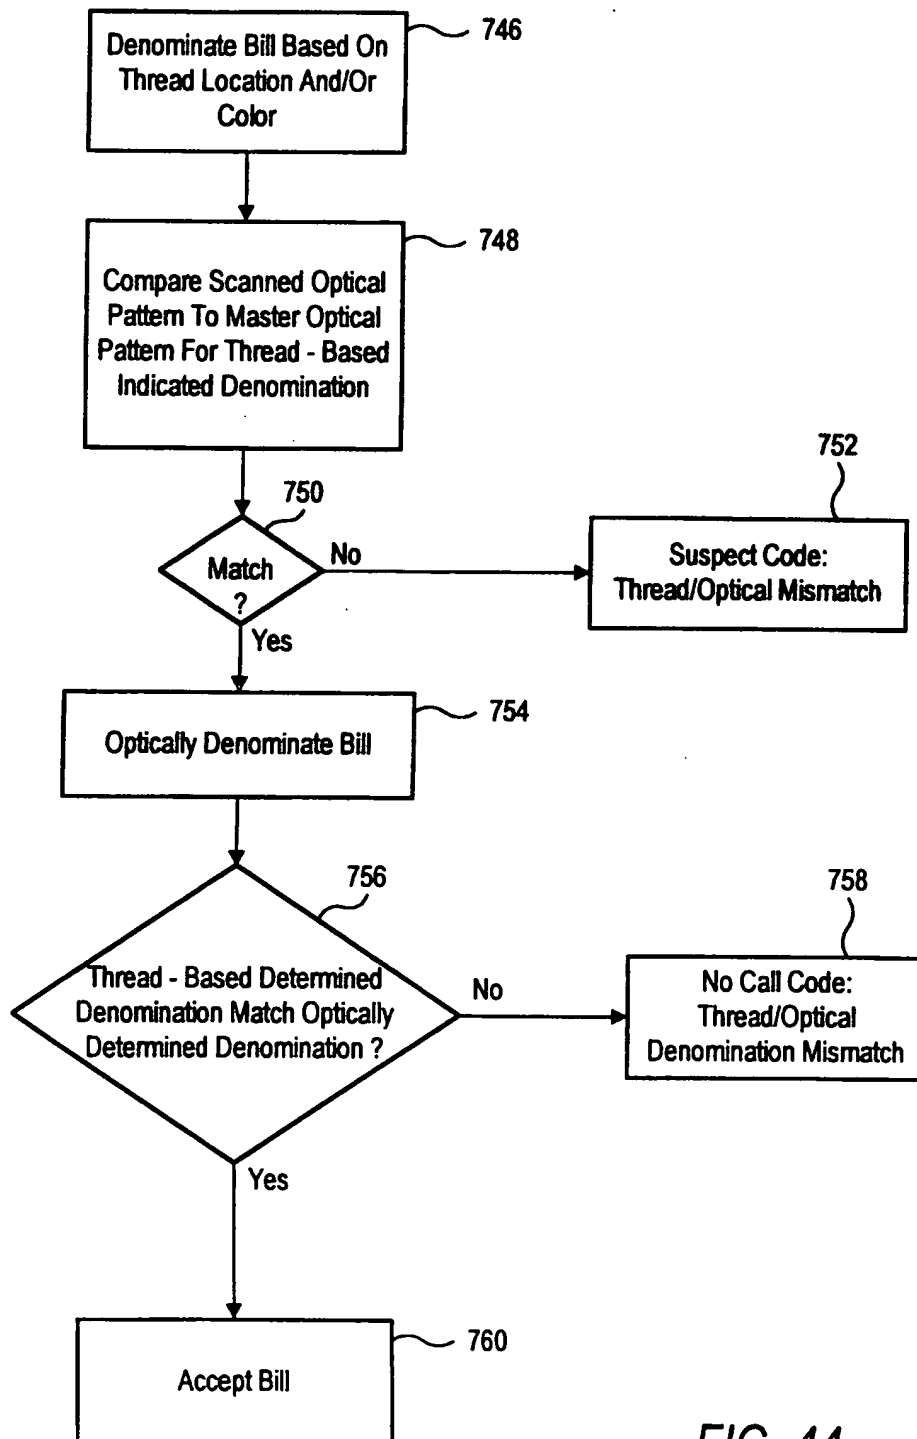 Denominate Bill Based On
Thread Location And/Or
Color
746
Compare Scanned Optical
Pattern To Master Optical
Pattern For Thread - Based
Indicated Denomination
748
750
Match
?
No
Yes
752
Suspect Code:
Thread/Optical Mismatch
Optically Denominate Bill
754
756
Thread - Based Determined
Denomination Match Optically
Determined Denomination ?
No
Yes
758
No Call Code:
Thread/Optical
Denomination Mismatch
Accept Bill
760
FIG. 44